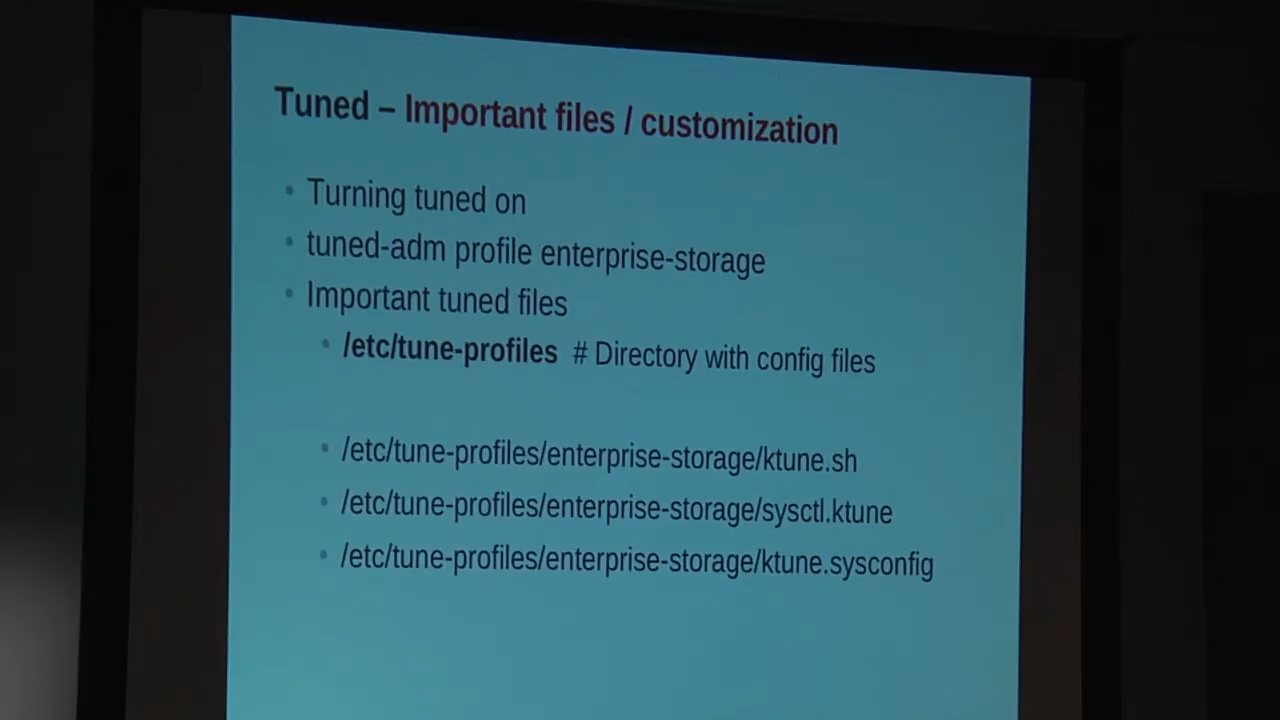 Tuned – Important files / customization
• Turning tuned on
• tuned-adm profile enterprise-storage
• Important tuned files
• /etc/tune-profiles # Directory with config files
• /etc/tune-profiles/enterprise-storage/ktune.sh
• /etc/tune-profiles/enterprise-storage/sysctl.ktune
• /etc/tune-profiles/enterprise-storage/ktune.sysconfig